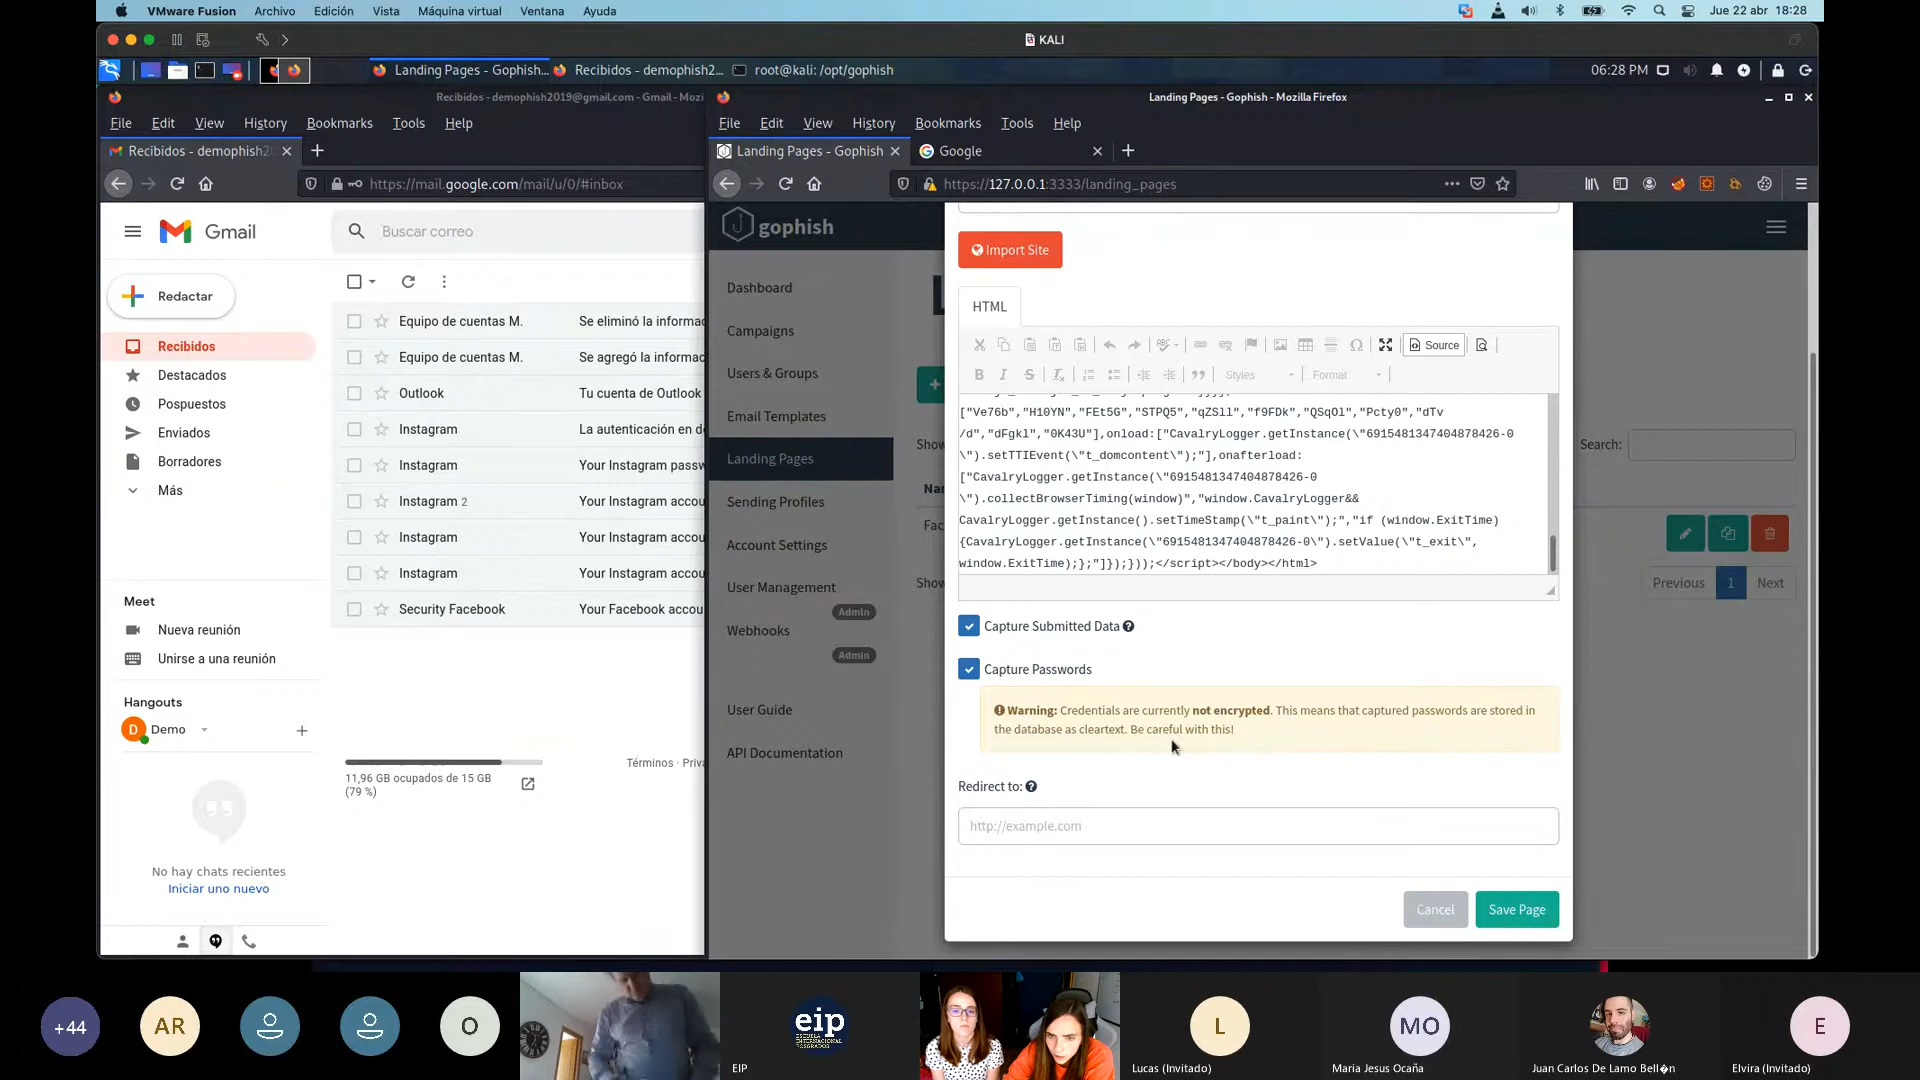 VMware Fusion Archivo Edición Vista Máquina virtual Ventana Ayuda
Jue 22 abr 18:28
KALI
Landing Pages - Gophish...
Recibidos - demophish2...
root@kali: /opt/gophish
06:28 PM
Recibidos - demophish2019@gmail.com - Gmail - Mozi
File Edit View History Bookmarks Tools Help
Recibidos - demophish20
https://mail.google.com/mail/u/0/#inbox
Gmail
Buscar correo
Redactar
Recibidos
Destacados
Pospuestos
Enviados
Borradores
Más
Equipo de cuentas M. Se eliminó la informac
Equipo de cuentas M. Se agregó la informac
Outlook Tu cuenta de Outlook
Instagram La autenticación en d
Instagram Your Instagram passw
Instagram 2 Your Instagram accou
Instagram Your Instagram accou
Instagram Your Instagram accou
Security Facebook Your Facebook accou
Meet
Nueva reunión
Unirse a una reunión
Hangouts
D Demo
No hay chats recientes
Iniciar uno nuevo
11,96 GB ocupados de 15 GB
(79 %)
Términos · Priva
Landing Pages - Gophish - Mozilla Firefox
File Edit View History Bookmarks Tools Help
Landing Pages - Gophish
Google
https://127.0.0.1:3333/landing_pages
gophish
Dashboard
Campaigns
Users & Groups
Email Templates
Landing Pages
Sending Profiles
Account Settings
User Management
Admin
Webhooks
Admin
User Guide
API Documentation
Show
Search:
Na
Fac
Show
Previous 1 Next
Import Site
HTML
Source
Styles Format
["Ve76b","H10YN","FEt5G","STPQ5","qZSll","f9FDk","QSqOl","Pcty0","dTv
/d","dFgkl","0K43U"],onload:["CavalryLogger.getInstance(\"6915481347404878426-0
\").setTTIEvent(\"t_domcontent\");"],onafterload:
["CavalryLogger.getInstance(\"6915481347404878426-0
\").collectBrowserTiming(window)","window.CavalryLogger&&
CavalryLogger.getInstance().setTimeStamp(\"t_paint\");","if (window.ExitTime)
{CavalryLogger.getInstance(\"6915481347404878426-0\").setValue(\"t_exit\",
window.ExitTime);};"]});}));</script></body></html>
Capture Submitted Data
Capture Passwords
Warning: Credentials are currently not encrypted. This means that captured passwords are stored in
the database as cleartext. Be careful with this!
Redirect to:
http://example.com
Cancel Save Page
+44
AR
O
eip
ESCUELA
INTERNACIONAL
POSGRADOS
EIP
L
Lucas (Invitado)
MO
Maria Jesus Ocaña
Juan Carlos De Lamo Bell�n
E
Elvira (Invitado)